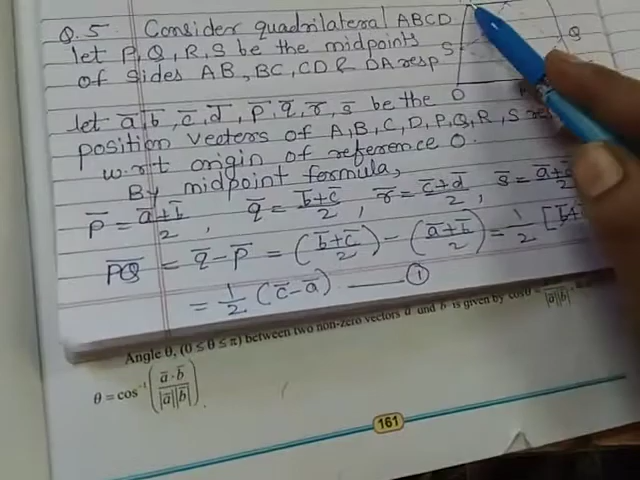 Q.5 Consider quadrilateral ABCD
let P, Q, R, S be the midpoints
of sides AB, BC, CD & DA resp
S
Q
O
let a̅, b̅, c̅, d̅, p̅, q̅, r̅, s̅ be the
position vectors of A, B, C, D, P, Q, R, S
w.r.t origin of reference O.
By midpoint formula,
p̅ = (a̅+b̅)/2 , q̅ = (b̅+c̅)/2 , r̅ = (c̅+d̅)/2 , s̅ =
P̅Q̅ = q̅ - p̅ = ((b̅+c̅)/2) - ((a̅+b̅)/2) = 1/2 [b̅+
= 1/2 (c̅ - a̅) —— ①
Angle θ, (0 ≤ θ ≤ π) between two non-zero vectors a̅ and b̅ is given by cosθ =
|a̅||b̅|
θ = cos⁻¹ (a̅ · b̅ / |a̅||b̅|) .
161